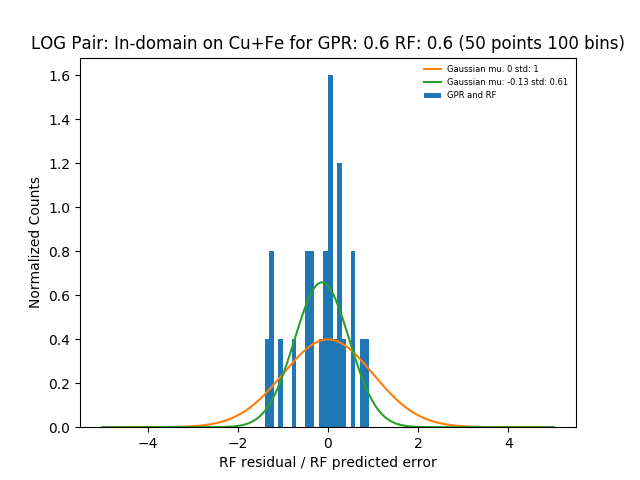 LOG Pair: In-domain on Cu+Fe for GPR: 0.6 RF: 0.6 (50 points 100 bins)
Gaussian mu: 0 std: 1
Gaussian mu: -0.13 std: 0.61
GPR and RF
1.6
1.4
1.2
1.0
0.8
0.6
0.4
0.2
0.0
Normalized Counts
−4 −2 0 2 4
RF residual / RF predicted error